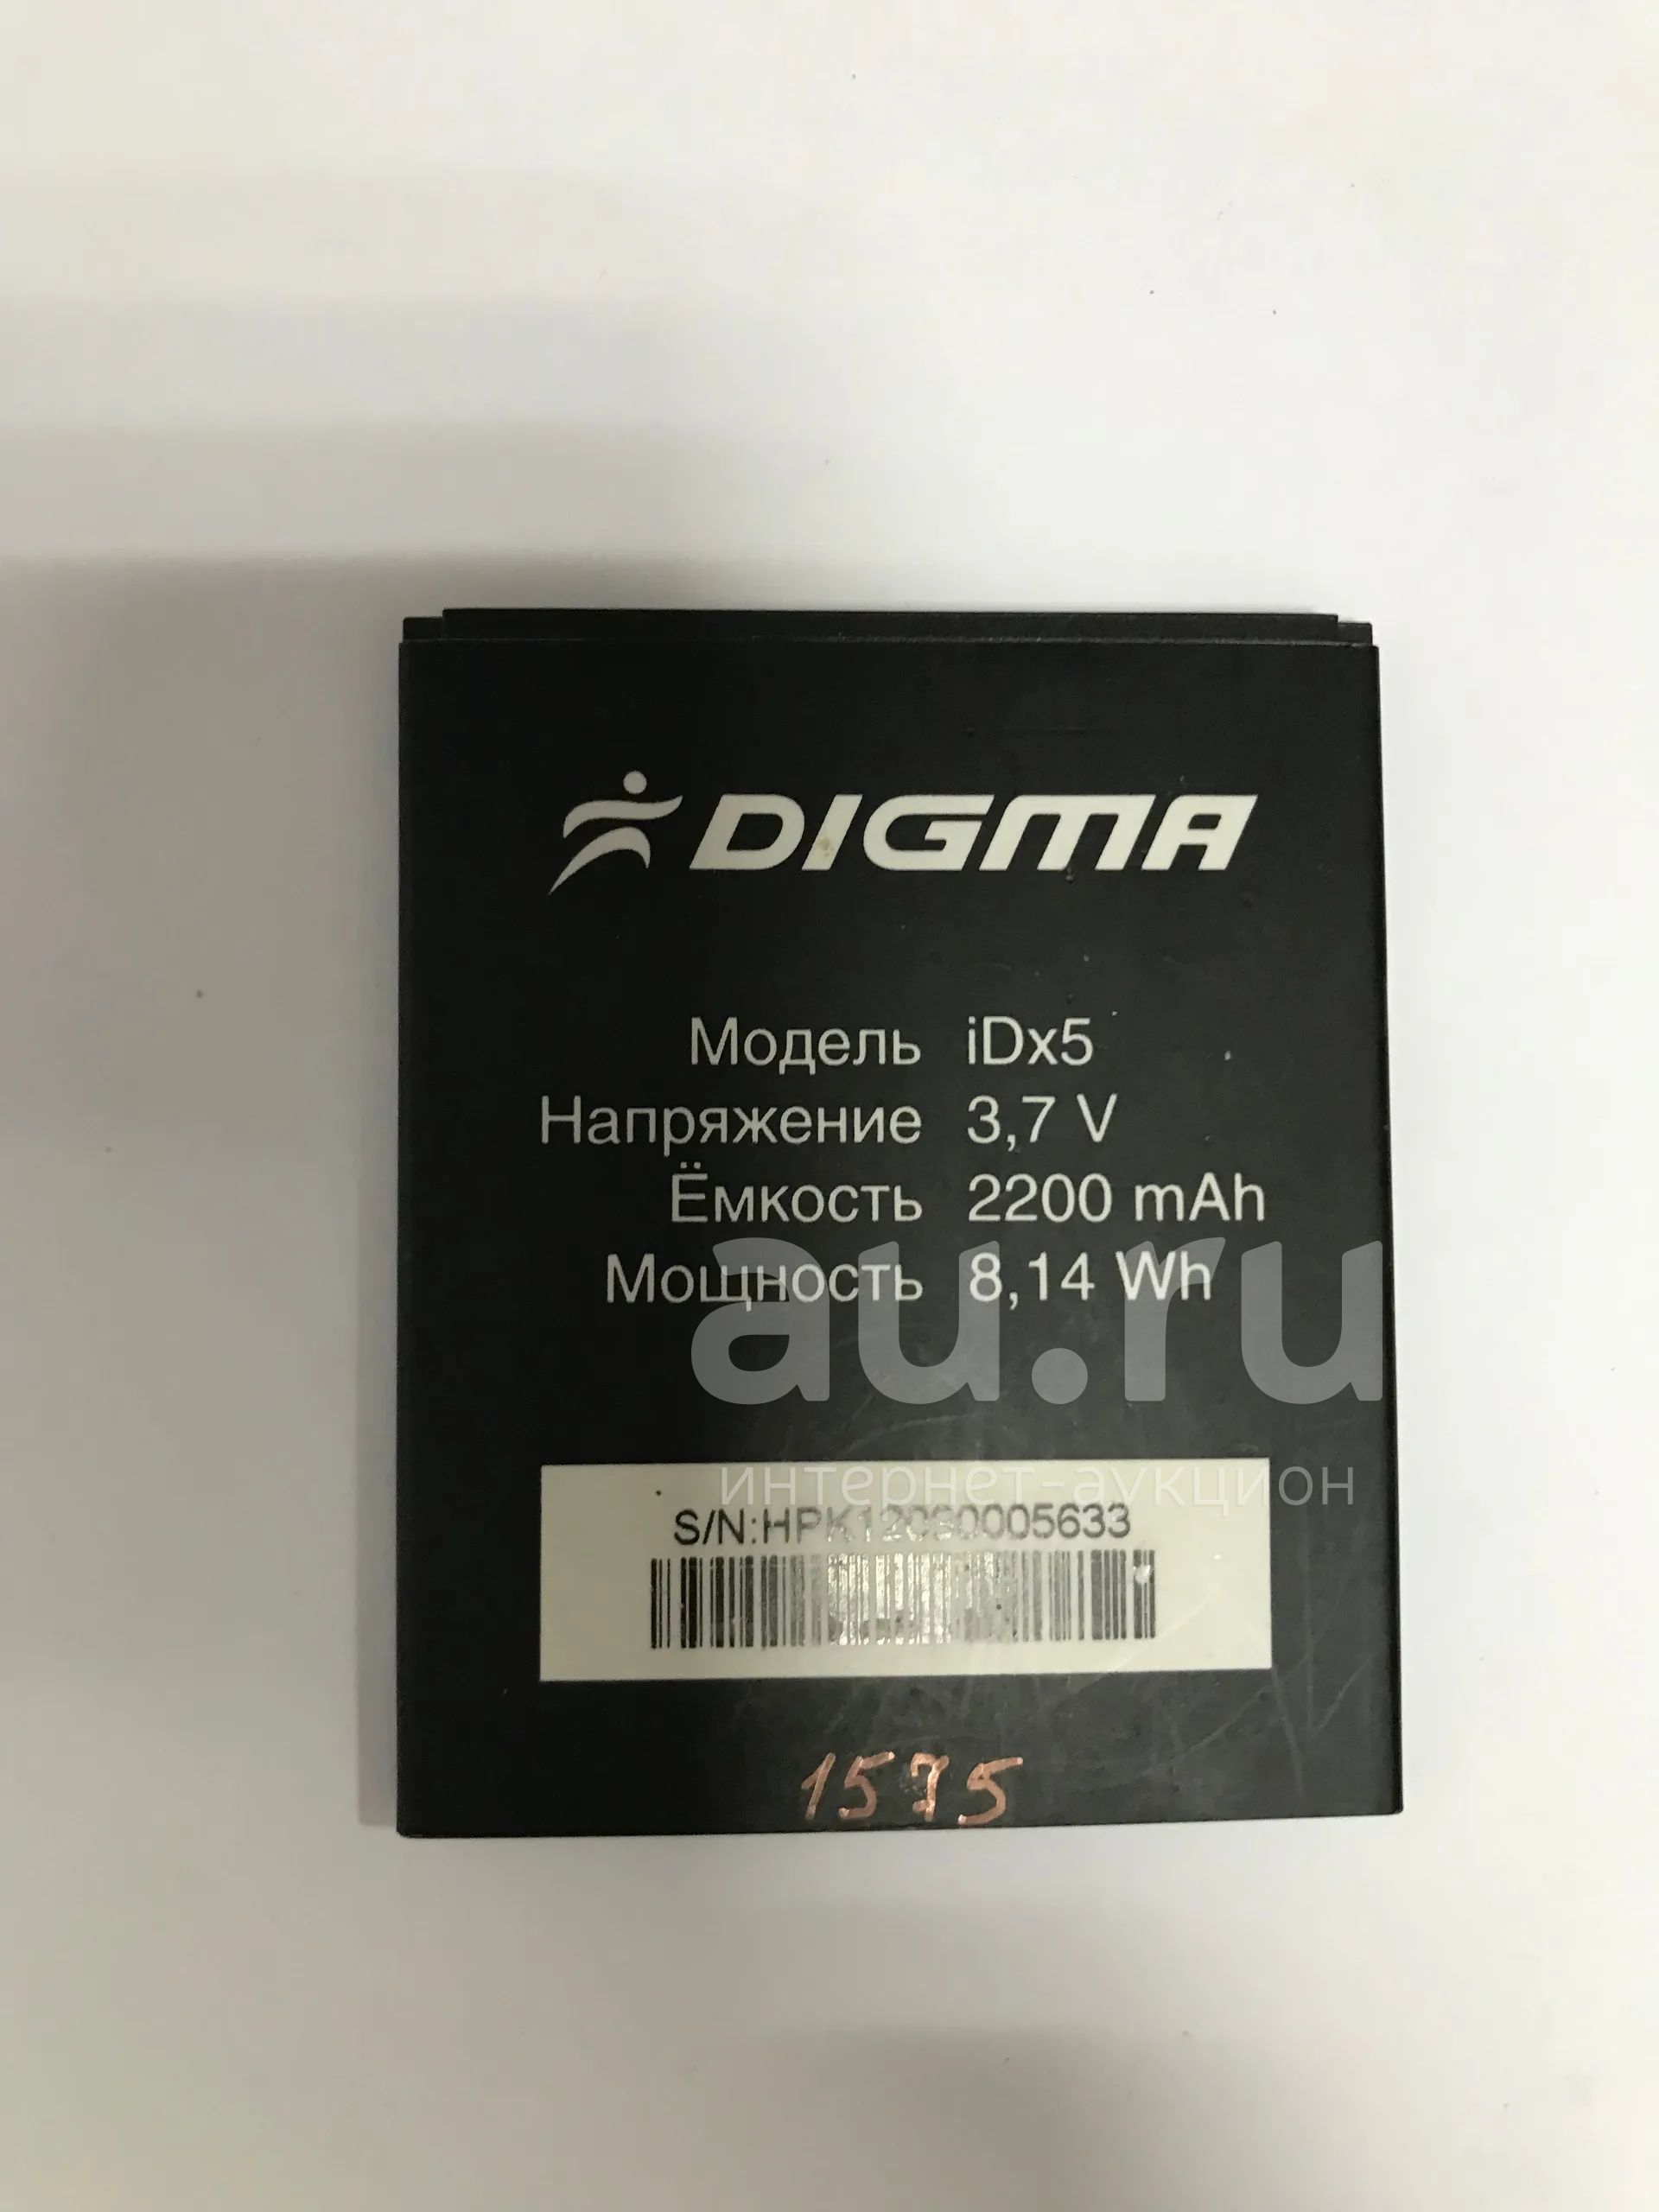 DIGMA
Модель iDx5
Напряжение 3,7 V
Ёмкость 2200 mAh
Мощность 8,14 Wh
au.ru
интернет-аукцион
1575